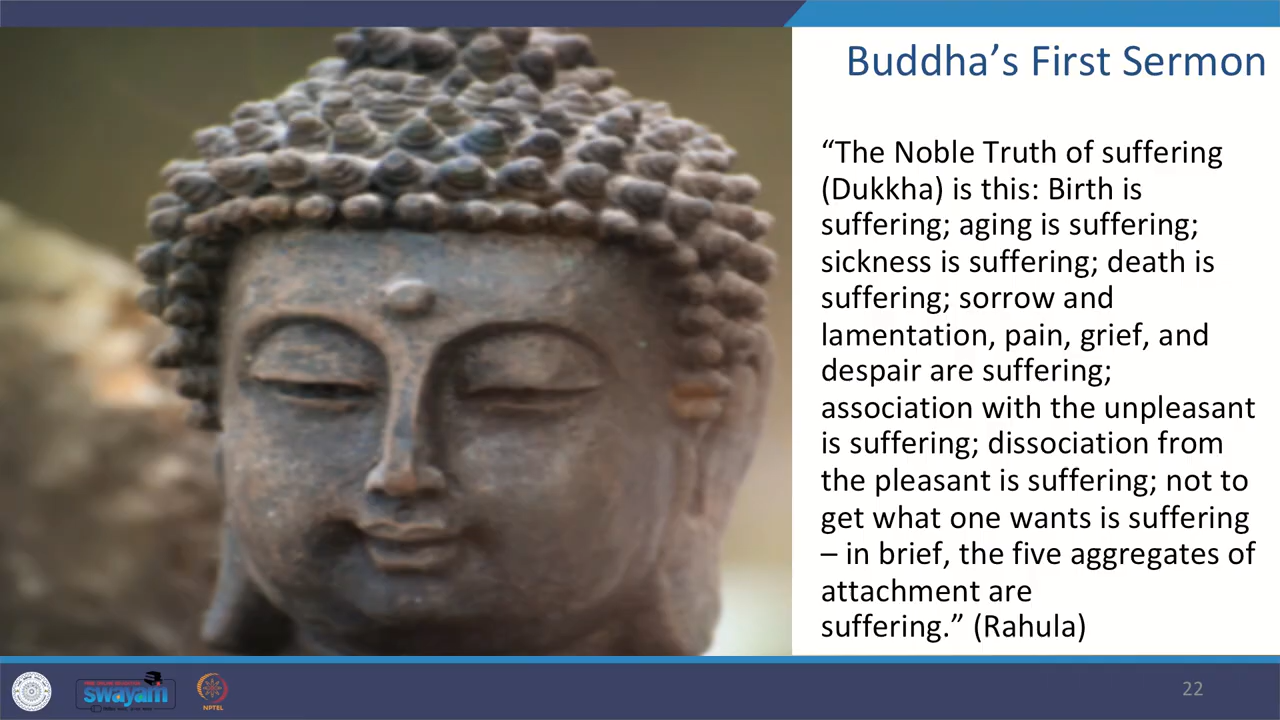 Buddha’s First Sermon
“The Noble Truth of suffering
(Dukkha) is this: Birth is
suffering; aging is suffering;
sickness is suffering; death is
suffering; sorrow and
lamentation, pain, grief, and
despair are suffering;
association with the unpleasant
is suffering; dissociation from
the pleasant is suffering; not to
get what one wants is suffering
– in brief, the five aggregates of
attachment are
suffering.” (Rahula)
swayam
NPTEL
22